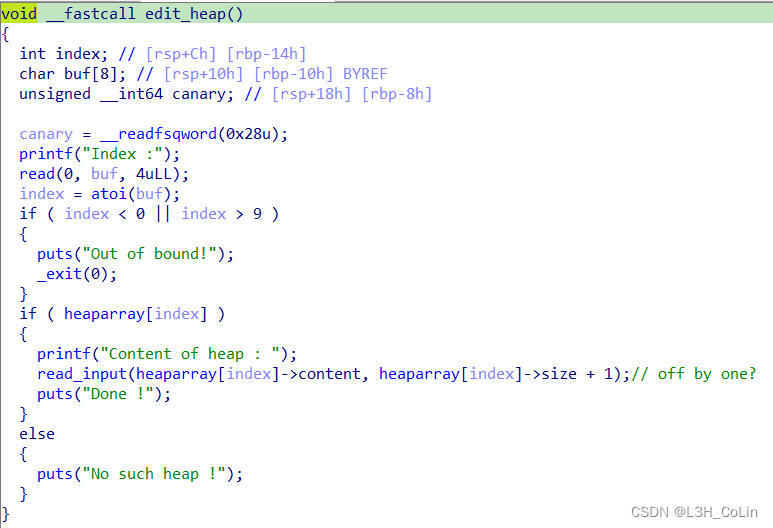 void __fastcall edit_heap()
{
  int index; // [rsp+Ch] [rbp-14h]
  char buf[8]; // [rsp+10h] [rbp-10h] BYREF
  unsigned __int64 canary; // [rsp+18h] [rbp-8h]

  canary = __readfsqword(0x28u);
  printf("Index :");
  read(0, buf, 4uLL);
  index = atoi(buf);
  if ( index < 0 || index > 9 )
  {
    puts("Out of bound!");
    _exit(0);
  }
  if ( heaparray[index] )
  {
    printf("Content of heap : ");
    read_input(heaparray[index]->content, heaparray[index]->size + 1);// off by one?
    puts("Done !");
  }
  else
  {
    puts("No such heap !");
  }
}
CSDN @L3H_CoLin